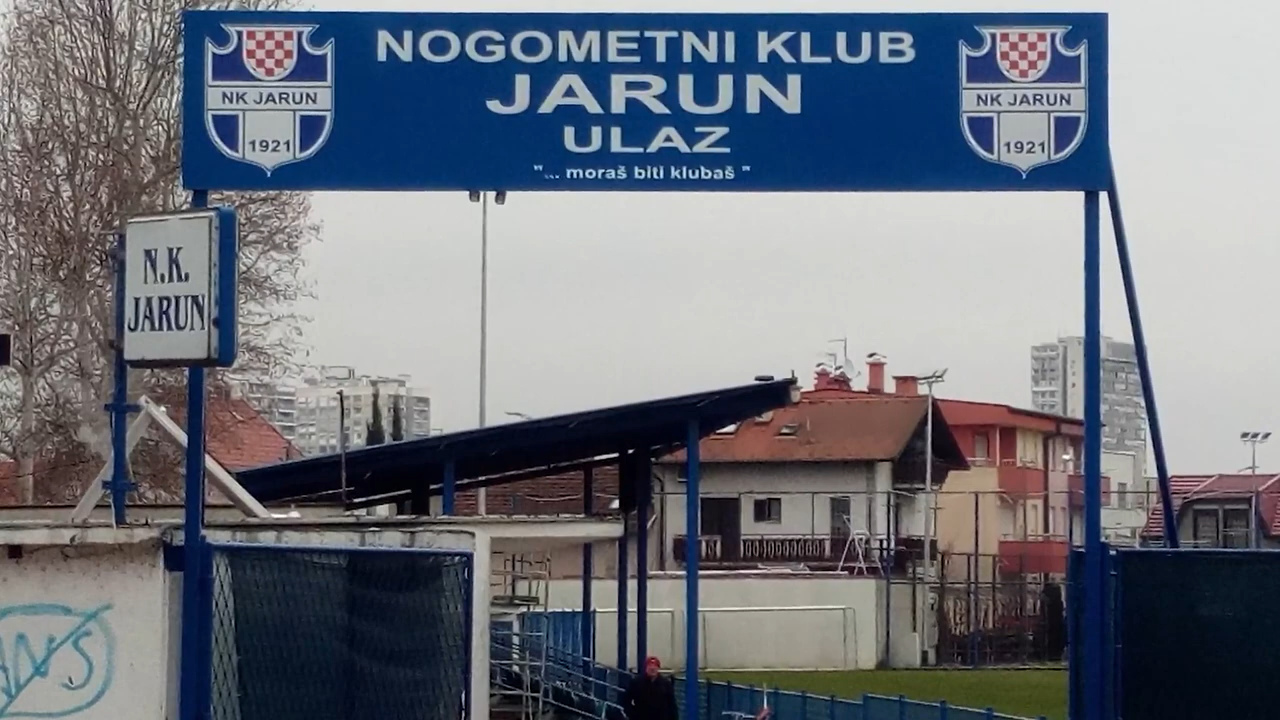 NOGOMETNI KLUB
JARUN
ULAZ
"... moraš biti klubaš "
NK JARUN
1921
NK JARUN
1921
N.K.
JARUN